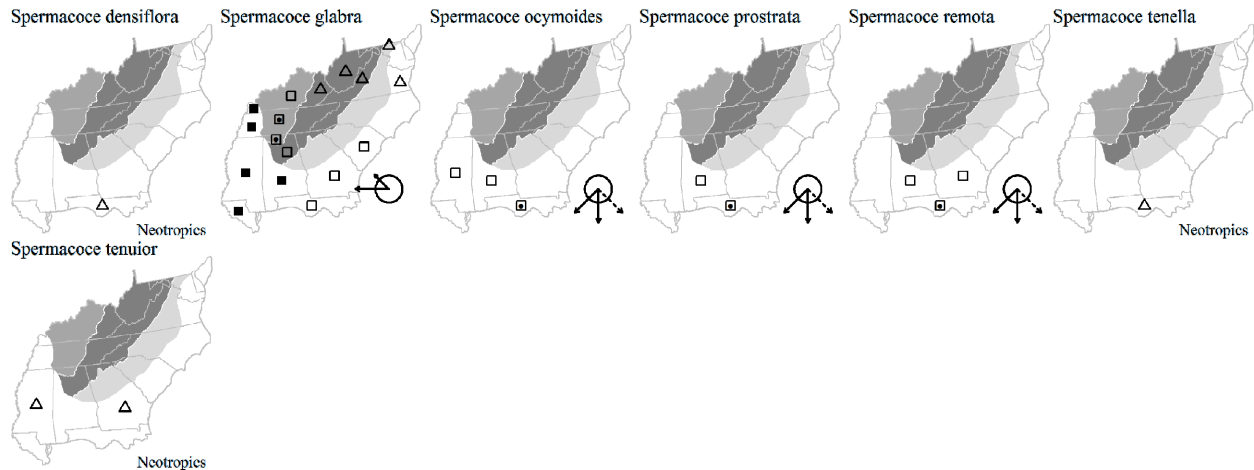 Spermacoce densiflora
Spermacoce glabra
Spermacoce ocymoides
Spermacoce prostrata
Spermacoce remota
Spermacoce tenella
Neotropics
Neotropics
Spermacoce tenuior
Neotropics